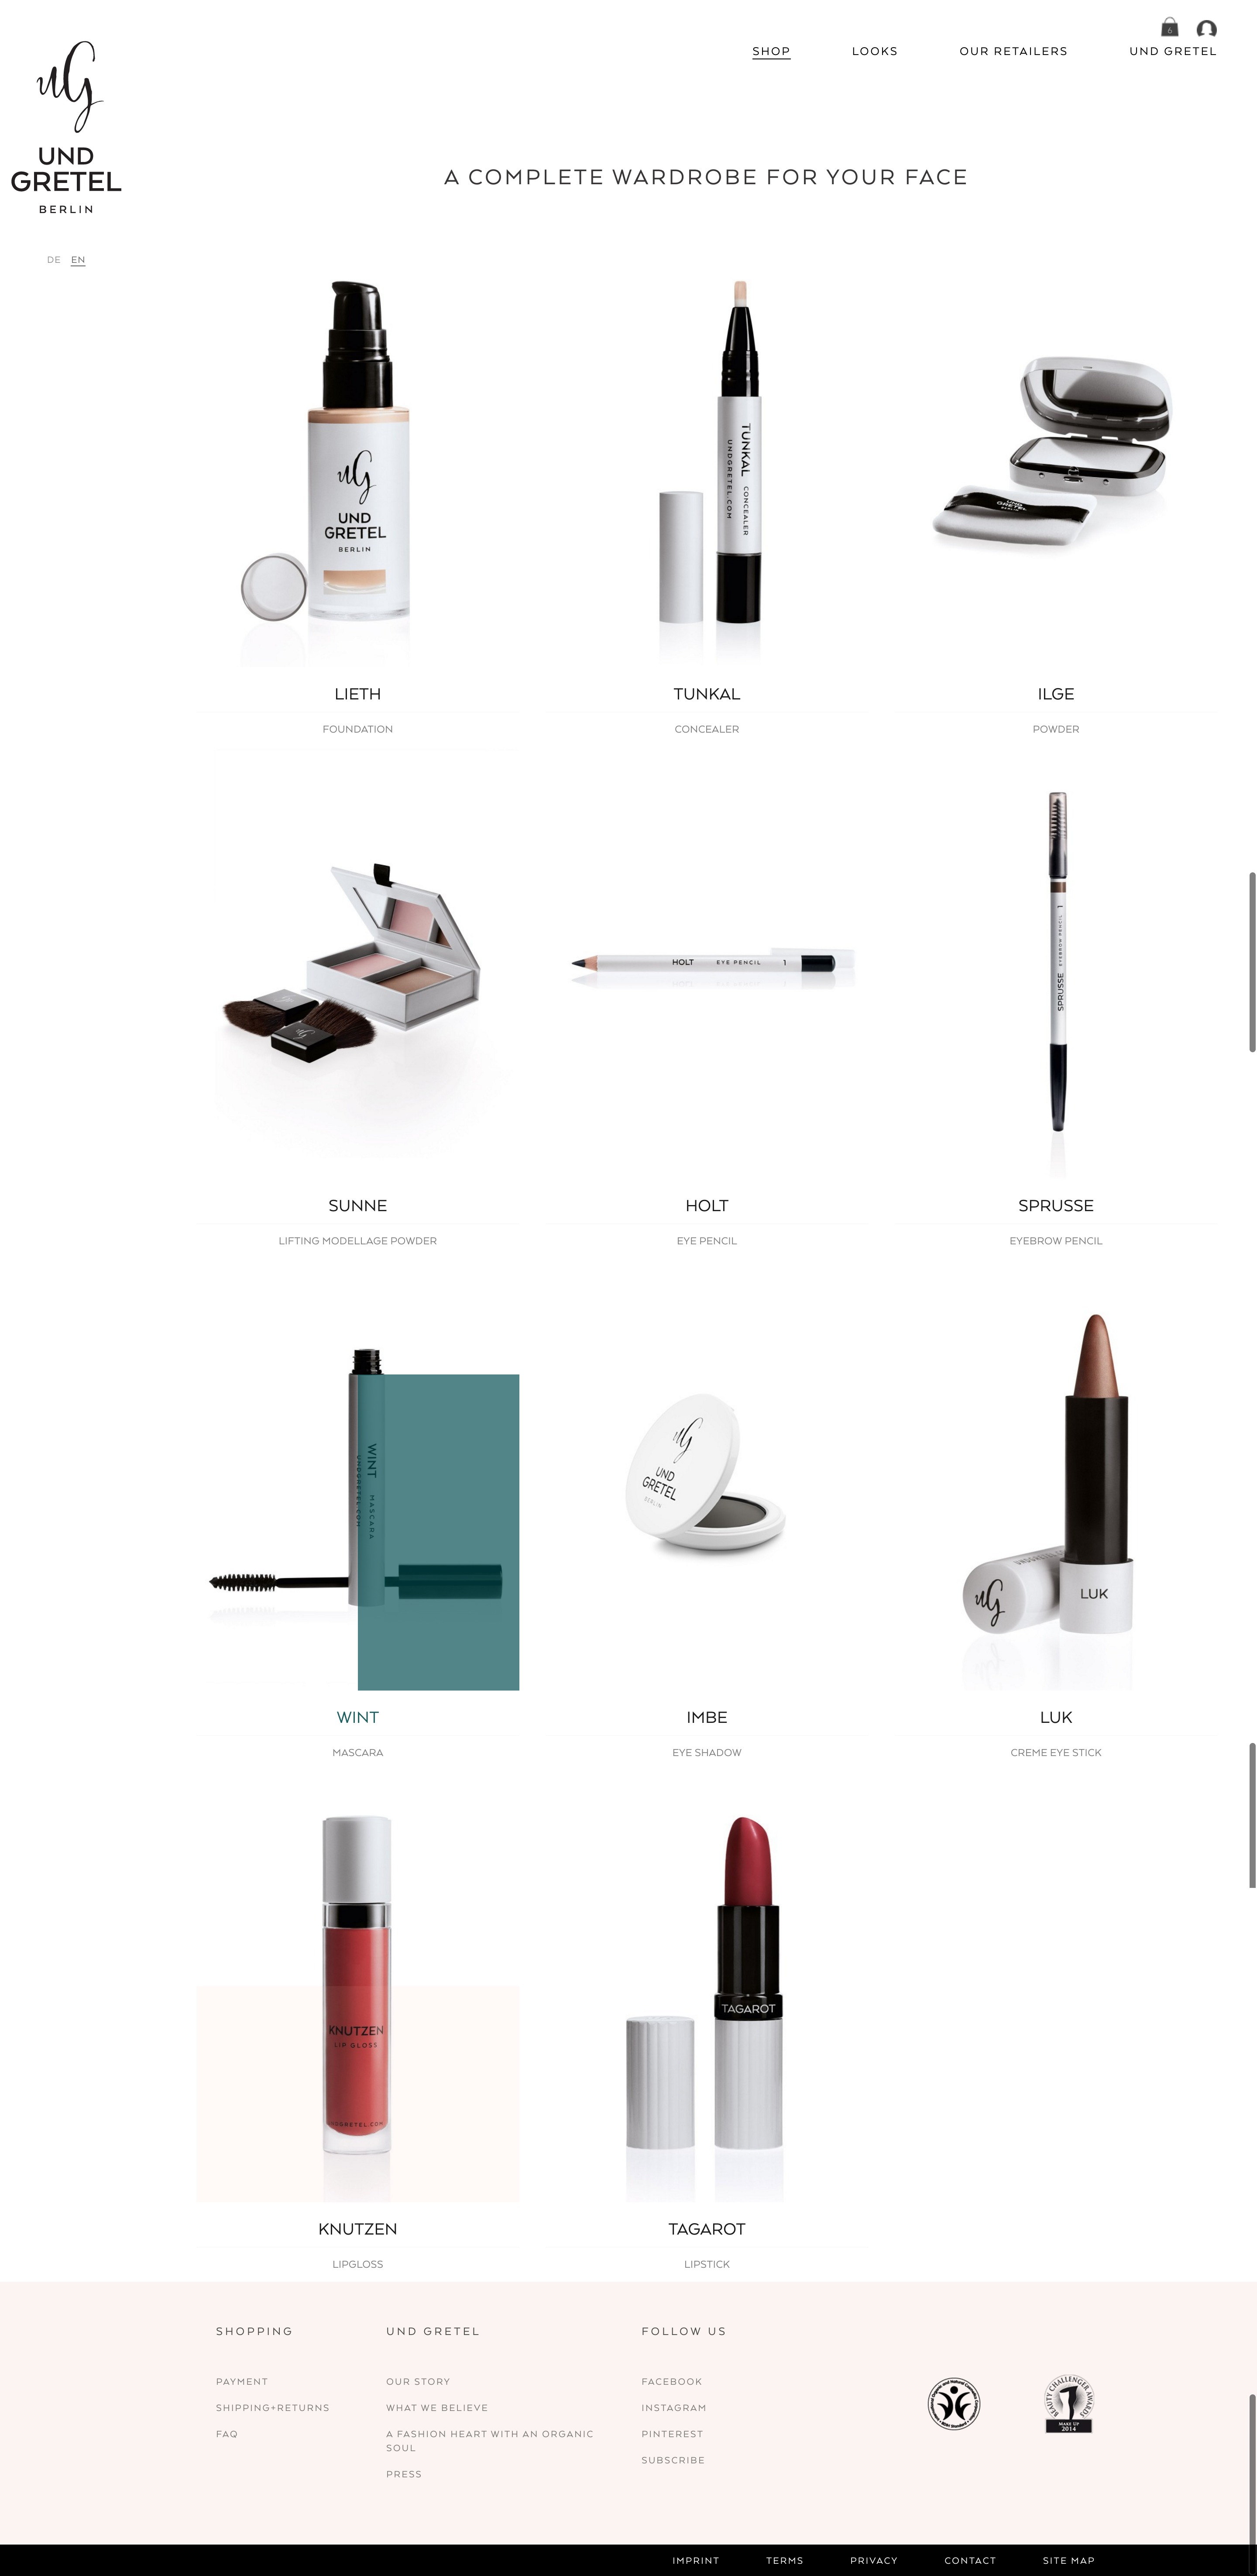 6
SHOP LOOKS OUR RETAILERS UND GRETEL
uG
UND
GRETEL
BERLIN
A COMPLETE WARDROBE FOR YOUR FACE
DE EN
uG
UND
GRETEL
BERLIN
TUNKAL CONCEALER
UNDGRETEL.COM
LIETH
FOUNDATION
TUNKAL
CONCEALER
ILGE
POWDER
HOLT EYE PENCIL 1
SPRUSSE EYEBROW PENCIL 1
SUNNE
LIFTING MODELLAGE POWDER
HOLT
EYE PENCIL
SPRUSSE
EYEBROW PENCIL
WINT MASCARA
UNDGRETEL.COM
uG
UND
GRETEL
BERLIN
uG
LUK
WINT
MASCARA
IMBE
EYE SHADOW
LUK
CREME EYE STICK
KNUTZEN
LIP GLOSS
TAGAROT
KNUTZEN
LIPGLOSS
TAGAROT
LIPSTICK
SHOPPING
PAYMENT
SHIPPING+RETURNS
FAQ
UND GRETEL
OUR STORY
WHAT WE BELIEVE
A FASHION HEART WITH AN ORGANIC
SOUL
PRESS
FOLLOW US
FACEBOOK
INSTAGRAM
PINTEREST
SUBSCRIBE
BEAUTY CHALLENGER AWARDS
MAKE UP
2014
IMPRINT TERMS PRIVACY CONTACT SITE MAP